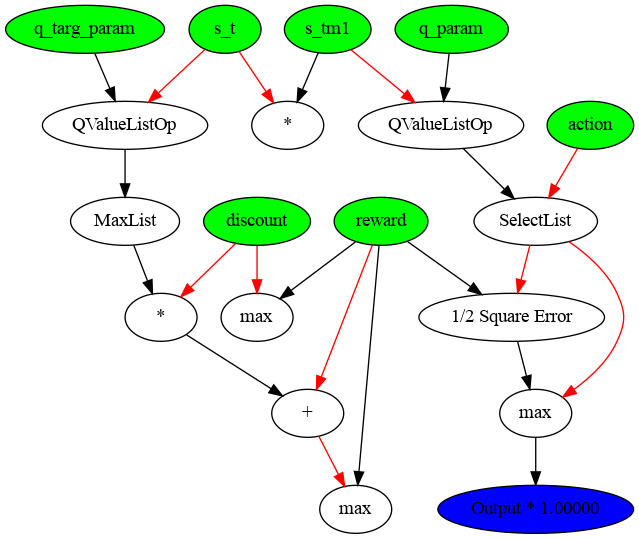 q_targ_param
s_t
s_tm1
q_param
QValueListOp
*
QValueListOp
action
MaxList
discount
reward
SelectList
*
max
1/2 Square Error
+
max
max
Output * 1.00000